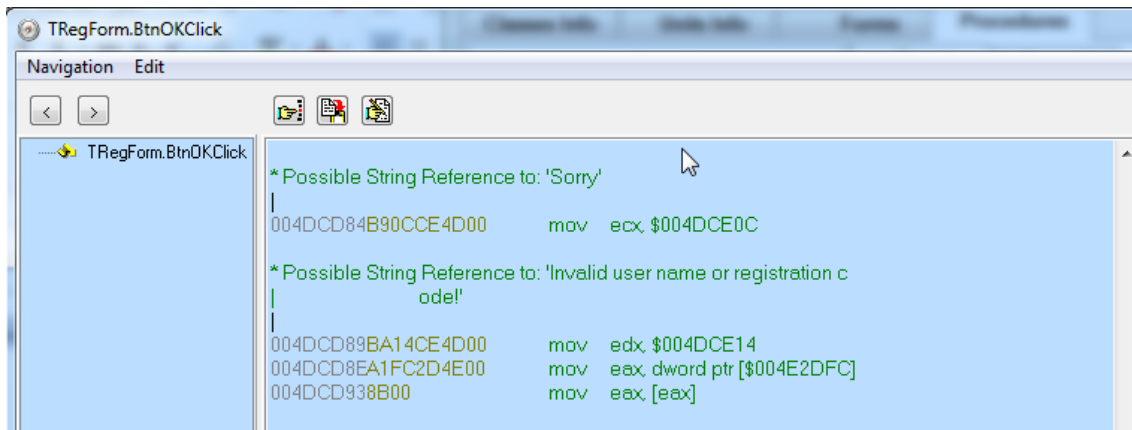 TRegForm.BtnOKClick
Classes Info Units Info Forms Procedures
Navigation Edit
< >
TRegForm.BtnOKClick
* Possible String Reference to: 'Sorry'
|
004DCD84B90CCE4D00 mov ecx, $004DCE0C
* Possible String Reference to: 'Invalid user name or registration c
| ode!'
|
004DCD89BA14CE4D00 mov edx, $004DCE14
004DCD8EA1FC2D4E00 mov eax, dword ptr [$004E2DFC]
004DCD938B00 mov eax, [eax]